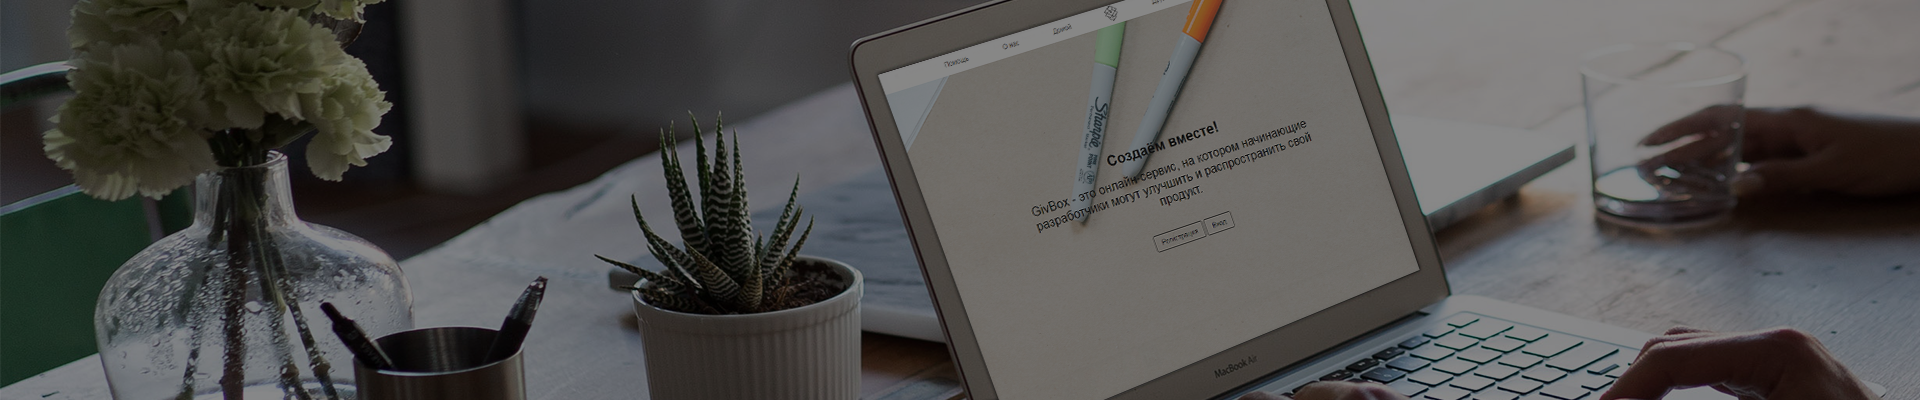 Помощь О нас Домой
Sharpie
Создаём вместе!
GivBox - это онлайн-сервис, на котором начинающие
разработчики могут улучшить и распространить свой
продукт.
Регистрация Вход
MacBook Air